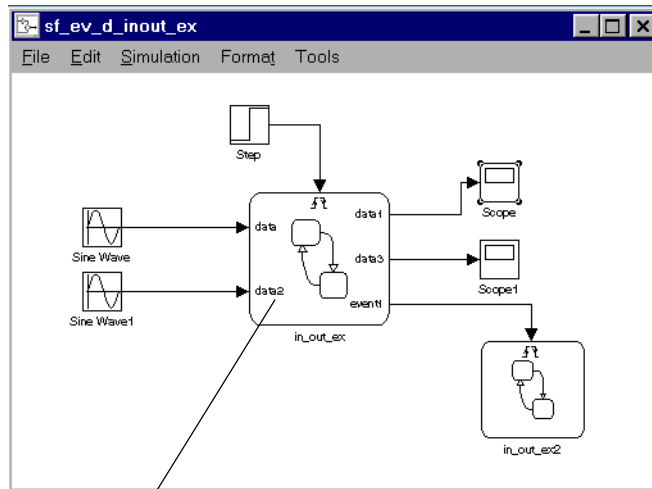 sf_ev_d_inout_ex
File Edit Simulation Format Tools
Step
data
data1
Scope
Sine Wave
data3
Scope1
data2
Sine Wave1
event1
in_out_ex
in_out_ex2